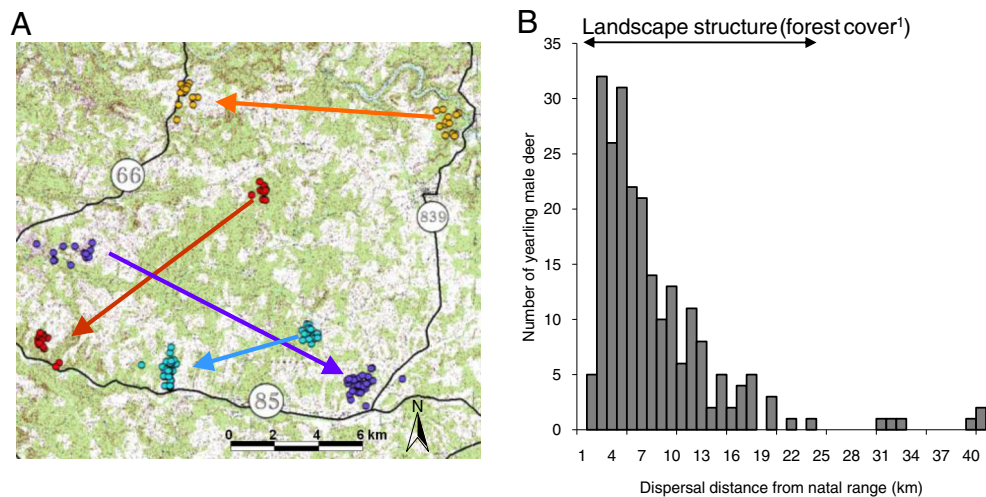 A
66
839
85
N
0 2 4 6 km
B
Landscape structure (forest cover¹)
35
30
25
20
15
10
5
0
Number of yearling male deer
1 4 7 10 13 16 19 22 25 28 31 34 37 40
Dispersal distance from natal range (km)